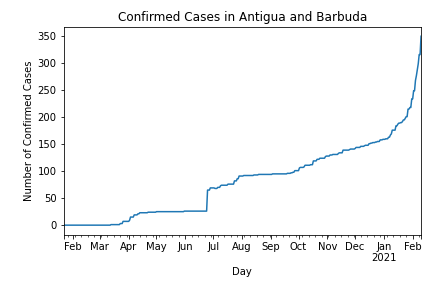 Confirmed Cases in Antigua and Barbuda
Number of Confirmed Cases
350
300
250
200
150
100
50
0
Feb Mar Apr May Jun Jul Aug Sep Oct Nov Dec Jan Feb
2021
Day